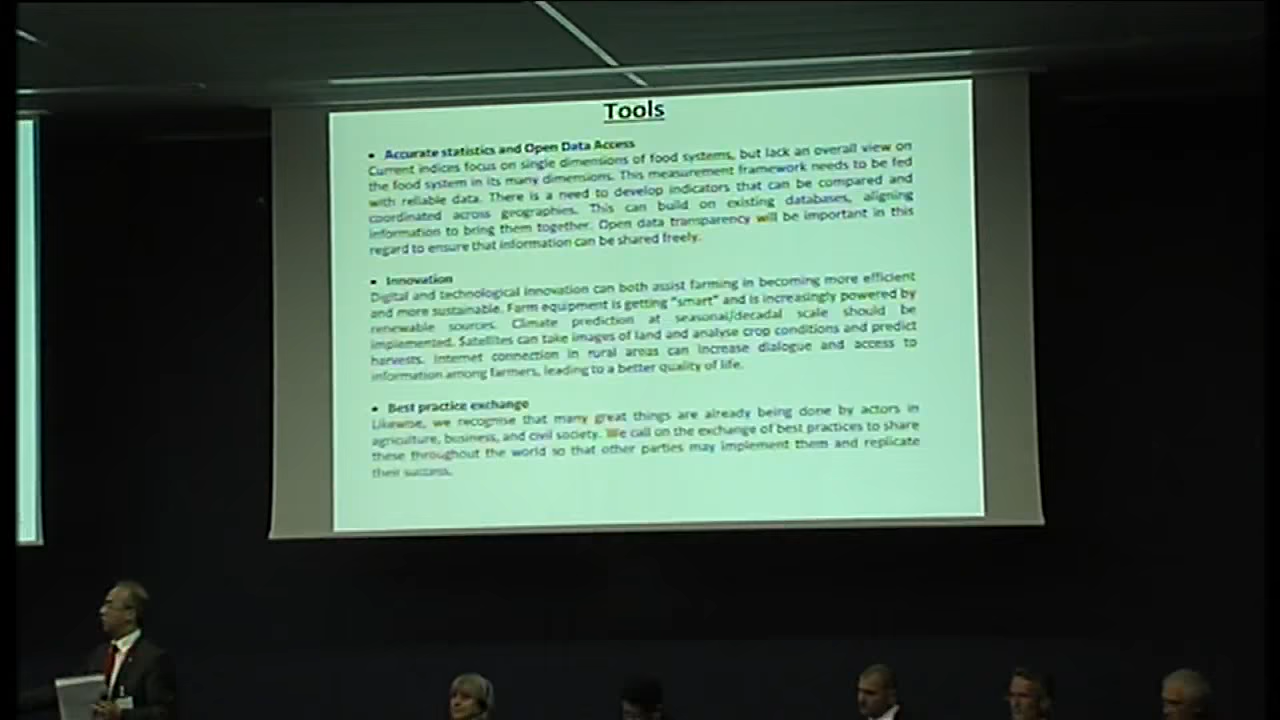 Tools
• Accurate statistics and Open Data Access
Current indices focus on single dimensions of food systems, but lack an overall view on
the food system in its many dimensions. This measurement framework needs to be fed
with reliable data. There is a need to develop indicators that can be compared and
coordinated across geographies. This can build on existing databases, aligning
information to bring them together. Open data transparency will be important in this
regard to ensure that information can be shared freely.
• Innovation
Digital and technological innovation can both assist farming in becoming more efficient
and more sustainable. Farm equipment is getting "smart" and is increasingly powered by
renewable sources. Climate prediction at seasonal/decadal scale should be
implemented. Satellites can take images of land and analyse crop conditions and predict
harvests. Internet connection in rural areas can increase dialogue and access to
information among farmers, leading to a better quality of life.
• Best practice exchange
Likewise, we recognise that many great things are already being done by actors in
agriculture, business, and civil society. We call on the exchange of best practices to share
these throughout the world so that other parties may implement them and replicate
their success.